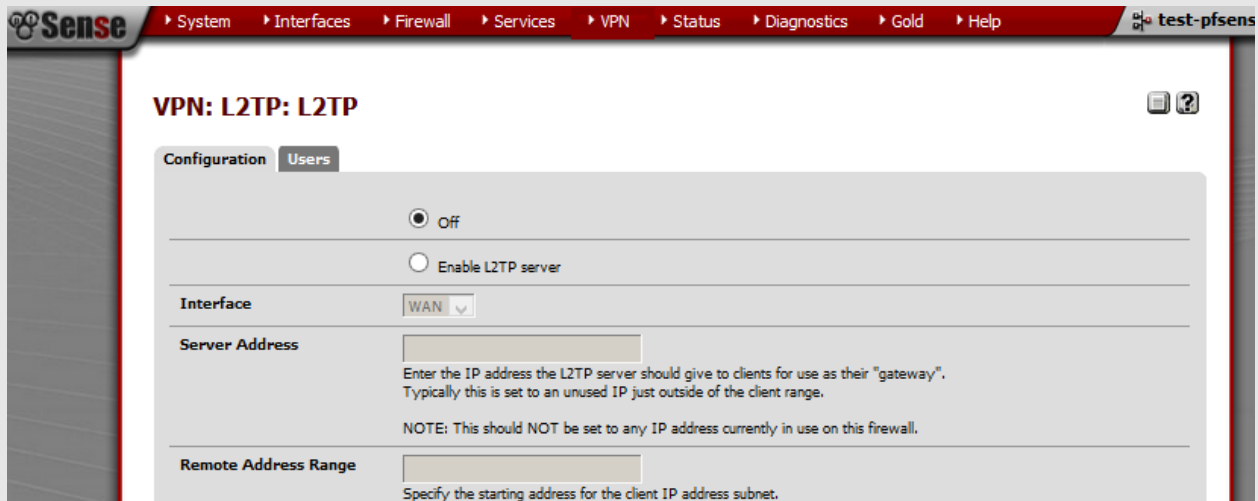 Sense System Interfaces Firewall Services VPN Status Diagnostics Gold Help test-pfsens
VPN: L2TP: L2TP
?
Configuration Users
Off
Enable L2TP server
Interface WAN
Server Address
Enter the IP address the L2TP server should give to clients for use as their "gateway".
Typically this is set to an unused IP just outside of the client range.
NOTE: This should NOT be set to any IP address currently in use on this firewall.
Remote Address Range
Specify the starting address for the client IP address subnet.